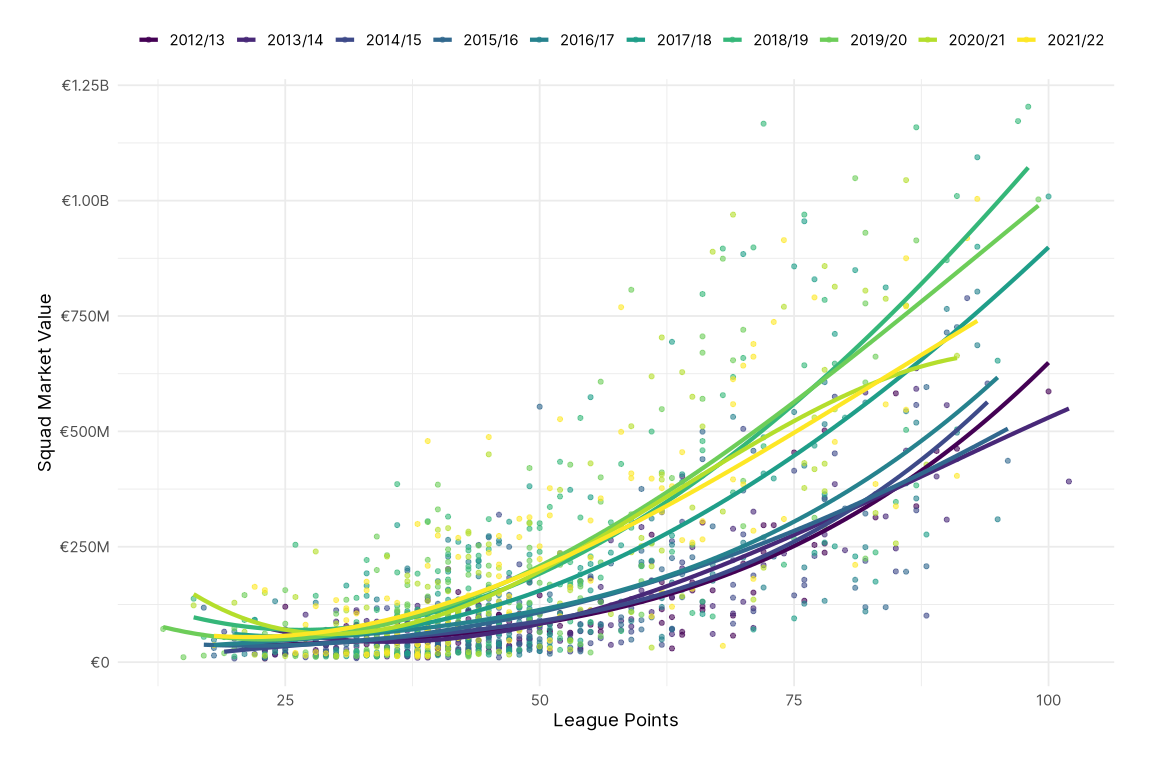 2012/13 2013/14 2014/15 2015/16 2016/17 2017/18 2018/19 2019/20 2020/21 2021/22
€1.25B
€1.00B
€750M
€500M
€250M
€0
Squad Market Value
25 50 75 100
League Points